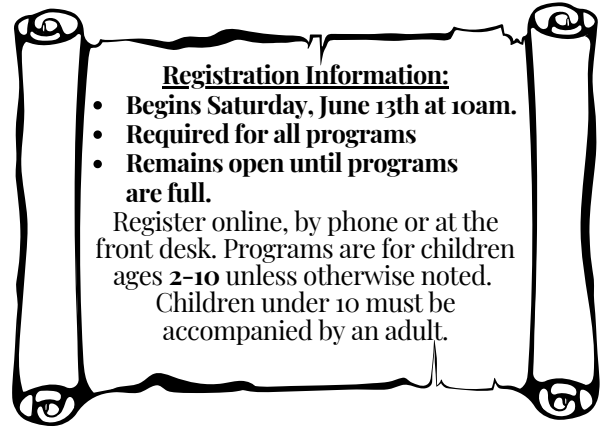 Registration Information:
• Begins Saturday, June 13th at 10am.
• Required for all programs
• Remains open until programs
are full.
Register online, by phone or at the
front desk. Programs are for children
ages 2-10 unless otherwise noted.
Children under 10 must be
accompanied by an adult.